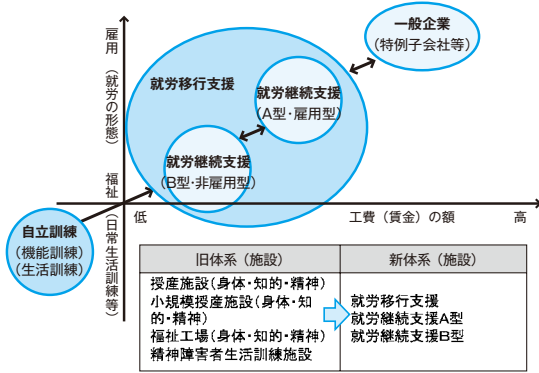 一般企業
(特例子会社等)
雇用（就労の形態）
就労移行支援
就労継続支援
(A型･雇用型)
就労継続支援
(B型･非雇用型)
福祉（日常生活訓練等）
低
工費（賃金）の額
高
自立訓練
(機能訓練)
(生活訓練)
旧体系（施設）
新体系（施設）
授産施設(身体･知的･精神)
小規模授産施設(身体･知
的･精神)
福祉工場(身体･知的･精神)
精神障害者生活訓練施設
就労移行支援
就労継続支援A型
就労継続支援B型